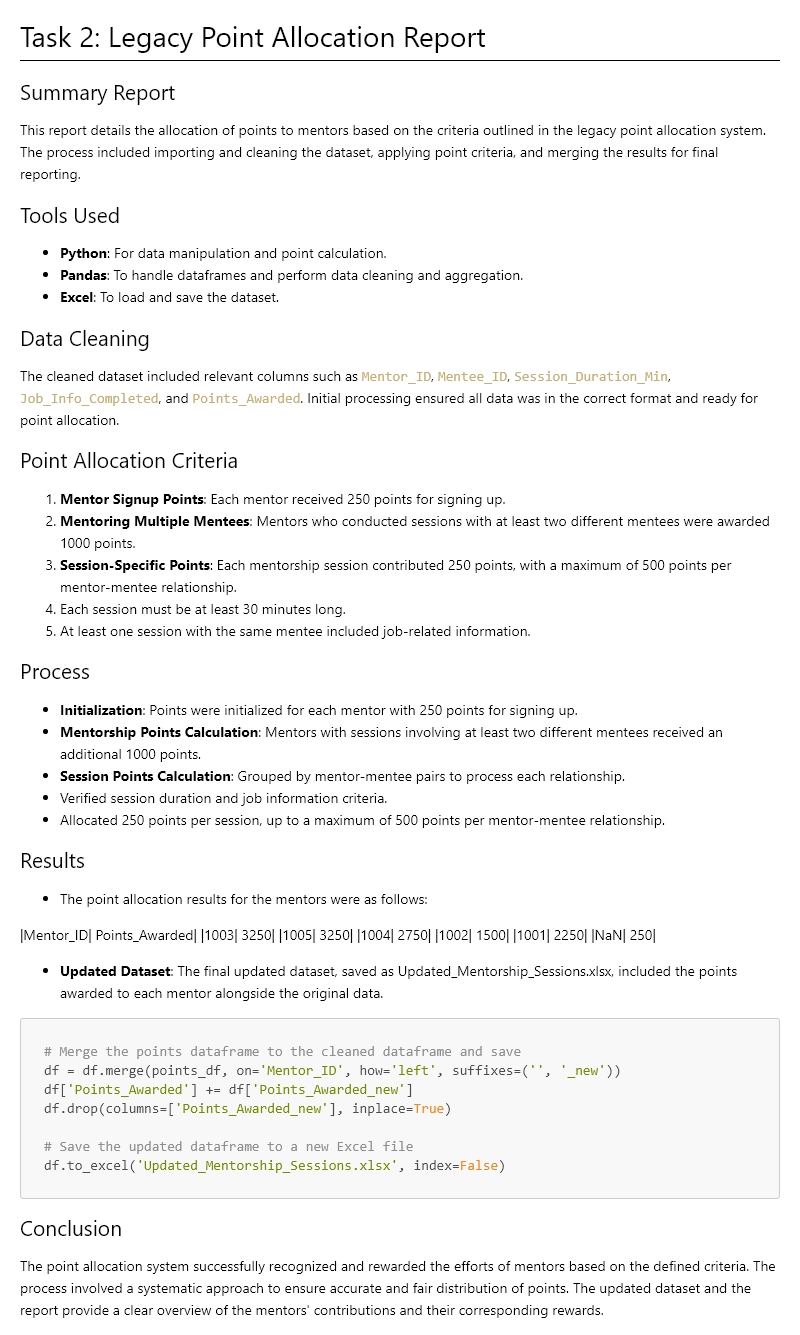 Task 2: Legacy Point Allocation Report
Summary Report
This report details the allocation of points to mentors based on the criteria outlined in the legacy point allocation system.
The process included importing and cleaning the dataset, applying point criteria, and merging the results for final
reporting.
Tools Used
• Python: For data manipulation and point calculation.
• Pandas: To handle dataframes and perform data cleaning and aggregation.
• Excel: To load and save the dataset.
Data Cleaning
The cleaned dataset included relevant columns such as Mentor_ID, Mentee_ID, Session_Duration_Min,
Job_Info_Completed, and Points_Awarded. Initial processing ensured all data was in the correct format and ready for
point allocation.
Point Allocation Criteria
1. Mentor Signup Points: Each mentor received 250 points for signing up.
2. Mentoring Multiple Mentees: Mentors who conducted sessions with at least two different mentees were awarded
1000 points.
3. Session-Specific Points: Each mentorship session contributed 250 points, with a maximum of 500 points per
mentor-mentee relationship.
4. Each session must be at least 30 minutes long.
5. At least one session with the same mentee included job-related information.
Process
• Initialization: Points were initialized for each mentor with 250 points for signing up.
• Mentorship Points Calculation: Mentors with sessions involving at least two different mentees received an
additional 1000 points.
• Session Points Calculation: Grouped by mentor-mentee pairs to process each relationship.
• Verified session duration and job information criteria.
• Allocated 250 points per session, up to a maximum of 500 points per mentor-mentee relationship.
Results
• The point allocation results for the mentors were as follows:
|Mentor_ID| Points_Awarded| |1003| 3250| |1005| 3250| |1004| 2750| |1002| 1500| |1001| 2250| |NaN| 250|
• Updated Dataset: The final updated dataset, saved as Updated_Mentorship_Sessions.xlsx, included the points
awarded to each mentor alongside the original data.
# Merge the points dataframe to the cleaned dataframe and save
df = df.merge(points_df, on='Mentor_ID', how='left', suffixes=('', '_new'))
df['Points_Awarded'] += df['Points_Awarded_new']
df.drop(columns=['Points_Awarded_new'], inplace=True)
# Save the updated dataframe to a new Excel file
df.to_excel('Updated_Mentorship_Sessions.xlsx', index=False)
Conclusion
The point allocation system successfully recognized and rewarded the efforts of mentors based on the defined criteria. The
process involved a systematic approach to ensure accurate and fair distribution of points. The updated dataset and the
report provide a clear overview of the mentors' contributions and their corresponding rewards.